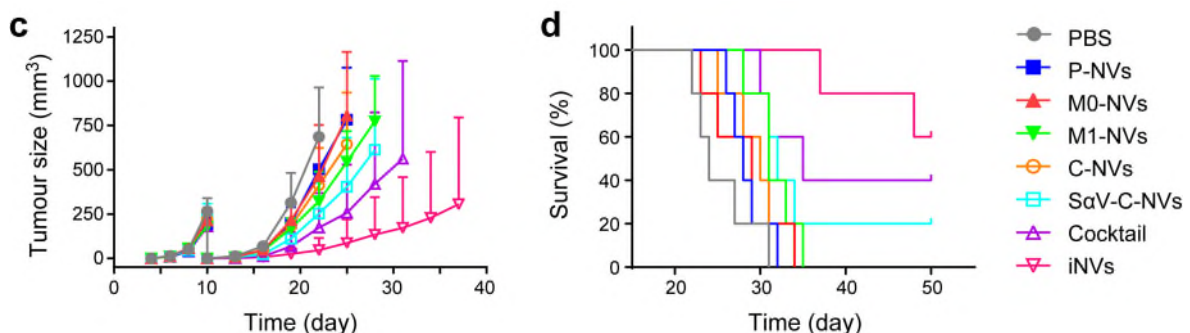 c
Tumour size (mm³)
1250
1000
750
500
250
0
0
10
20
30
40
Time (day)
d
Survival (%)
100
80
60
40
20
0
20
30
40
50
Time (day)
PBS
P-NVs
M0-NVs
M1-NVs
C-NVs
SαV-C-NVs
Cocktail
iNVs